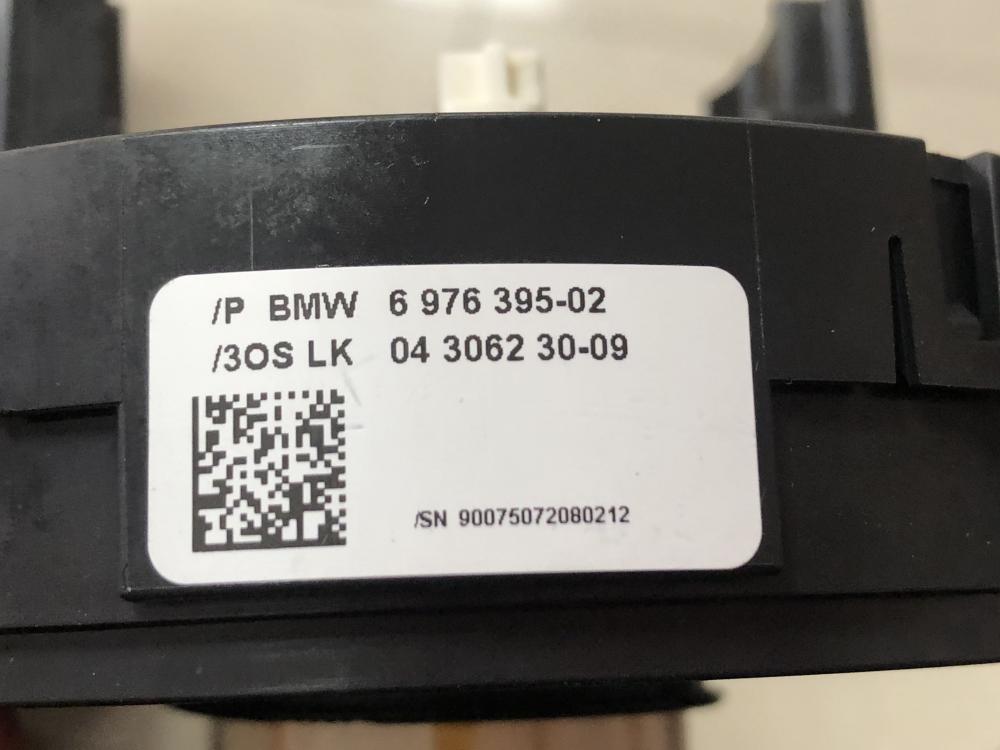 /P BMW 6 976 395-02
/3OS LK 04 3062 30-09
/SN 90075072080212